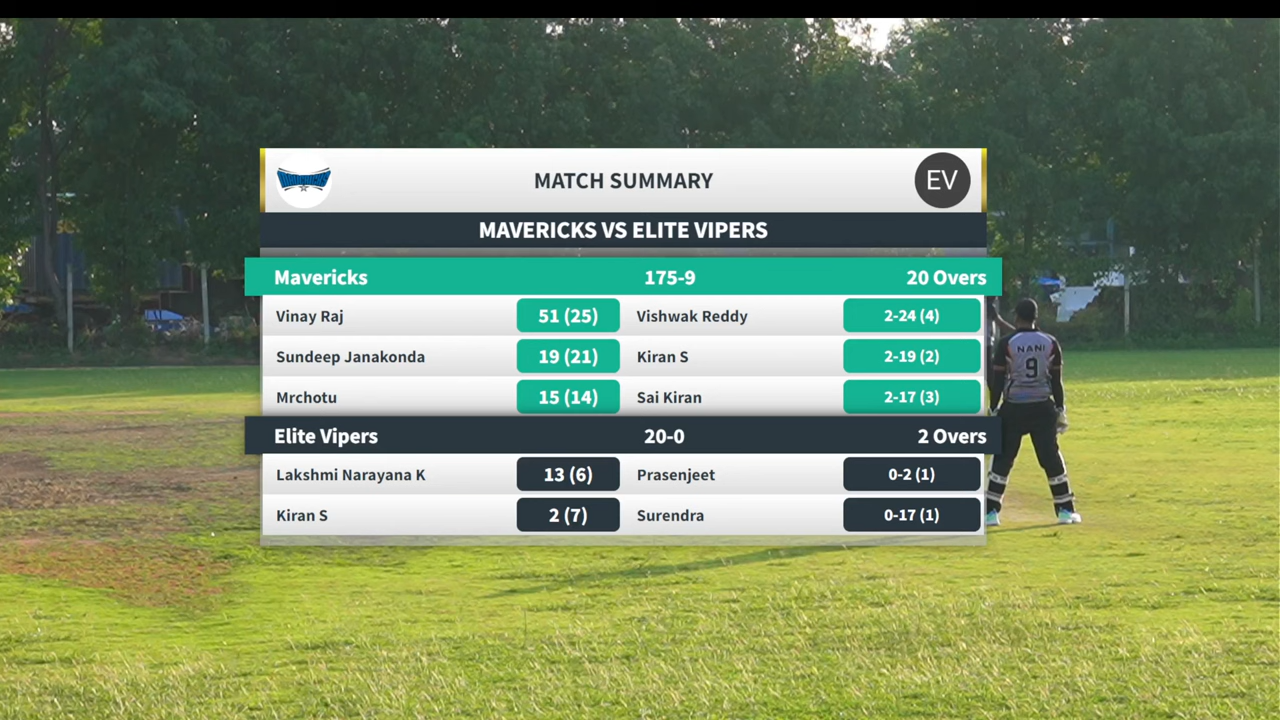 MATCH SUMMARY
EV
MAVERICKS VS ELITE VIPERS
Mavericks 175-9 20 Overs
Vinay Raj 51 (25) Vishwak Reddy 2-24 (4)
Sundeep Janakonda 19 (21) Kiran S 2-19 (2)
Mrchotu 15 (14) Sai Kiran 2-17 (3)
Elite Vipers 20-0 2 Overs
Lakshmi Narayana K 13 (6) Prasenjeet 0-2 (1)
Kiran S 2 (7) Surendra 0-17 (1)
NANI
9